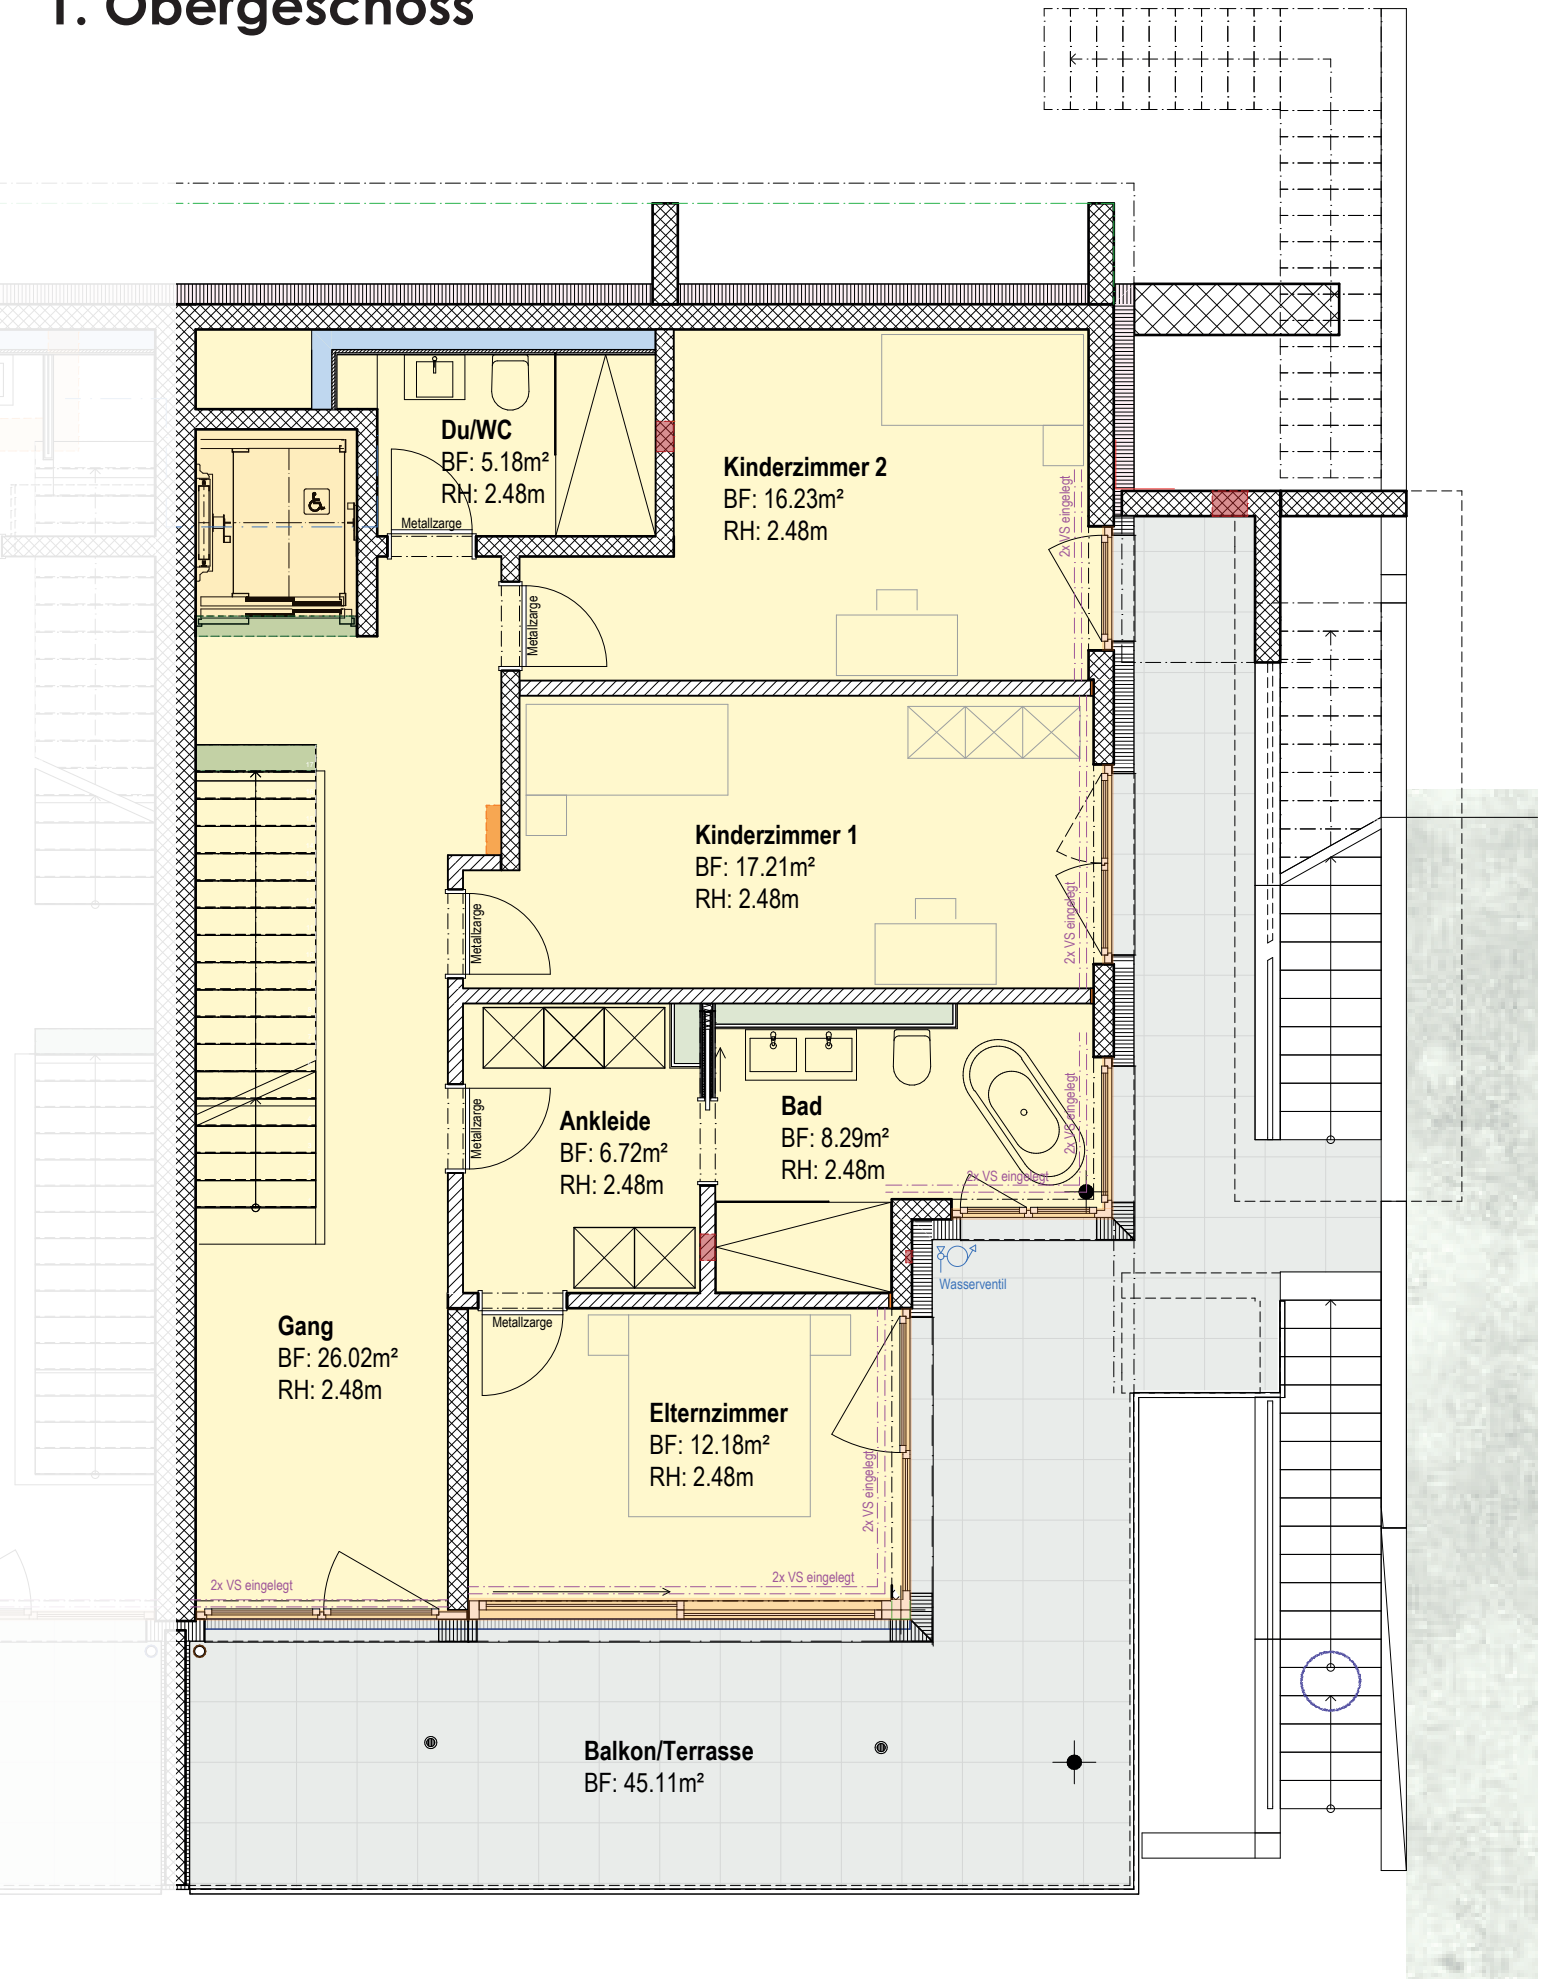 1. Obergeschoss
Du/WC
BF: 5.18m²
RH: 2.48m
Metallzarge
Kinderzimmer 2
BF: 16.23m²
RH: 2.48m
2x VS eingelegt
Metallzarge
Kinderzimmer 1
BF: 17.21m²
RH: 2.48m
2x VS eingelegt
Metallzarge
Ankleide
BF: 6.72m²
RH: 2.48m
Metallzarge
Bad
BF: 8.29m²
RH: 2.48m
2x VS eingelegt
2x VS eingelegt
Wasserventil
Gang
BF: 26.02m²
RH: 2.48m
Metallzarge
Elternzimmer
BF: 12.18m²
RH: 2.48m
2x VS eingelegt
2x VS eingelegt
2x VS eingelegt
Balkon/Terrasse
BF: 45.11m²